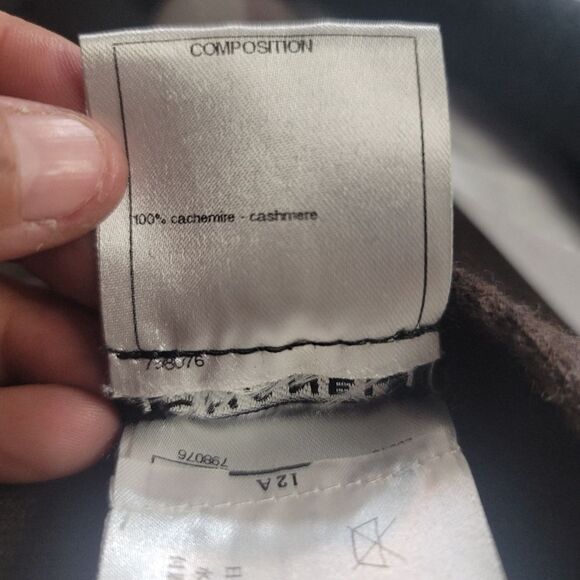 COMPOSITION
100% cachemire - cashmere
798076
798076
12A